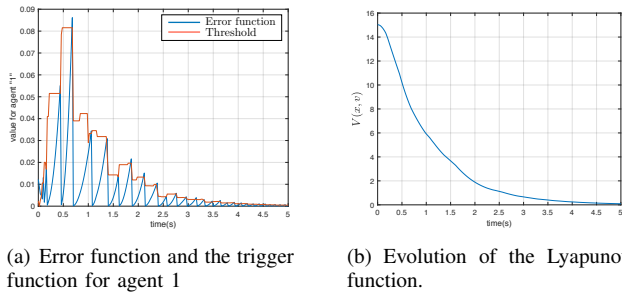 0.09
0.08
0.07
0.06
0.05
0.04
0.03
0.02
0.01
0
value for agent "1"
Error function
Threshold
0 0.5 1 1.5 2 2.5 3 3.5 4 4.5 5
time(s)
16
14
12
10
8
6
4
2
0
V(x, v)
0 0.5 1 1.5 2 2.5 3 3.5 4 4.5 5
time(s)
(a) Error function and the trigger
function for agent 1
(b) Evolution of the Lyapuno
function.